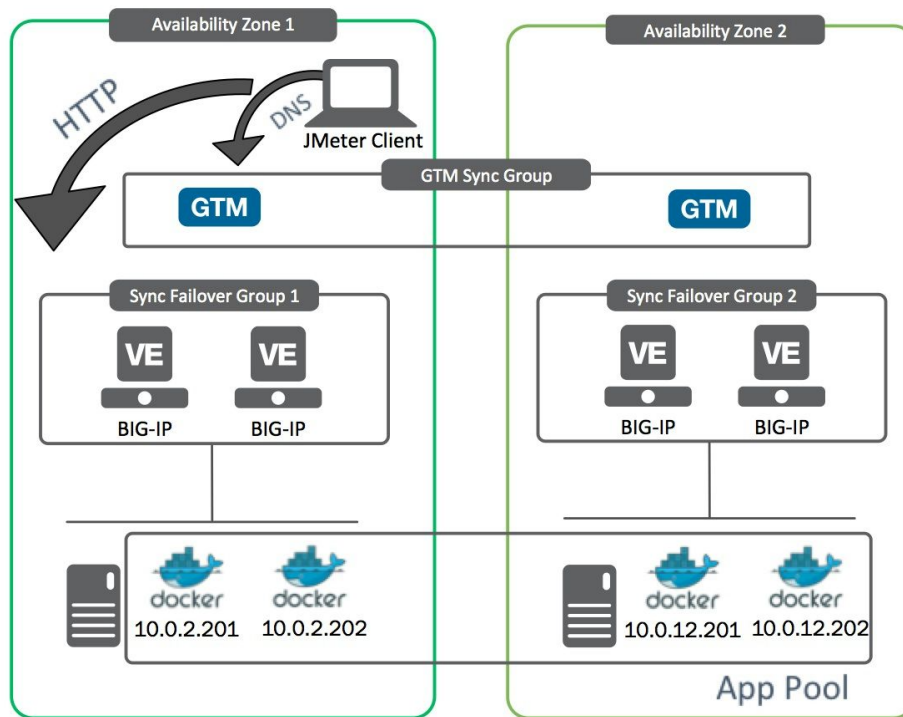 Availability Zone 1
Availability Zone 2
HTTP
DNS
JMeter Client
GTM Sync Group
GTM
GTM
Sync Failover Group 1
Sync Failover Group 2
VE
VE
VE
VE
BIG-IP
BIG-IP
BIG-IP
BIG-IP
docker
docker
docker
docker
10.0.2.201
10.0.2.202
10.0.12.201
10.0.12.202
App Pool